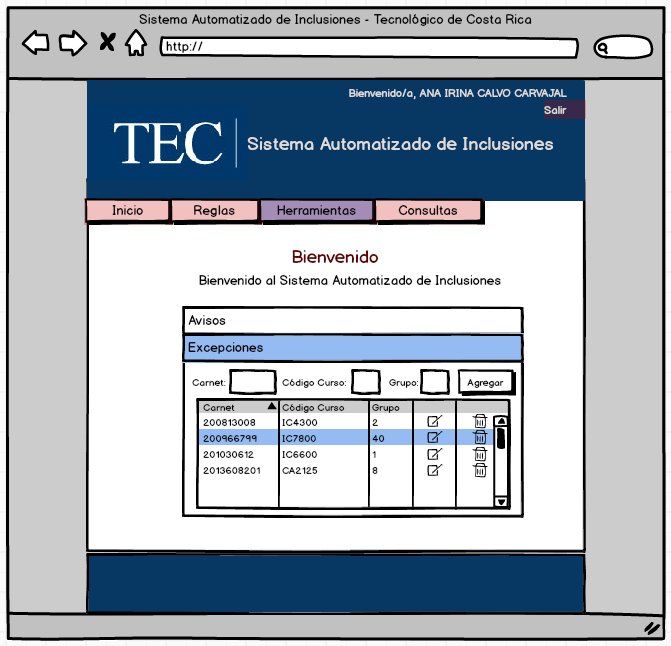 Sistema Automatizado de Inclusiones - Tecnológico de Costa Rica
http://
Bienvenido/a, ANA IRINA CALVO CARVAJAL
Salir
TEC Sistema Automatizado de Inclusiones
Inicio Reglas Herramientas Consultas
Bienvenido
Bienvenido al Sistema Automatizado de Inclusiones
Avisos
Excepciones
Carnet: Código Curso: Grupo: Agregar
Carnet Código Curso Grupo
200813008 IC4300 2
200966799 IC7800 40
201030612 IC6600 1
2013608201 CA2125 8